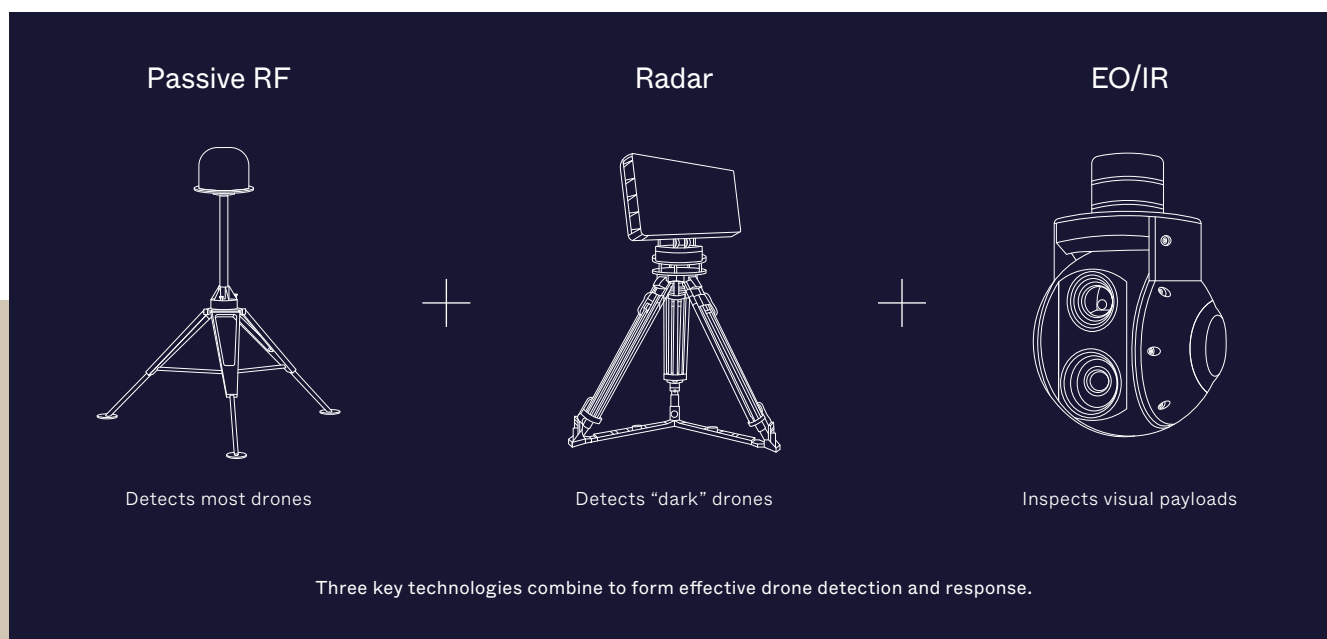 Passive RF
Radar
EO/IR
Detects most drones
Detects “dark” drones
Inspects visual payloads
Three key technologies combine to form effective drone detection and response.